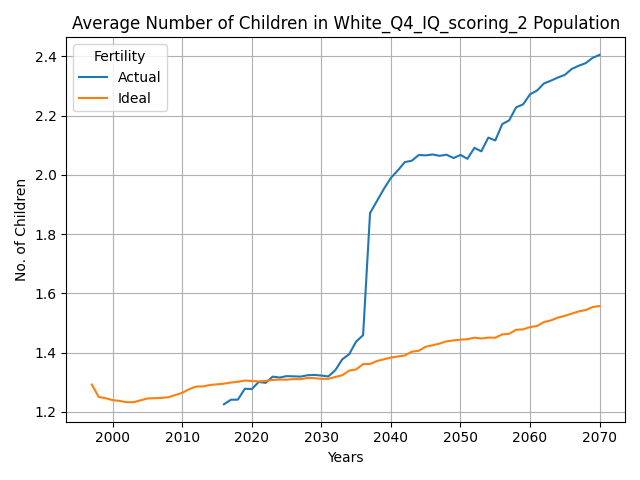 Average Number of Children in White_Q4_IQ_scoring_2 Population
Fertility
Actual
Ideal
No. of Children
2.4
2.2
2.0
1.8
1.6
1.4
1.2
2000 2010 2020 2030 2040 2050 2060 2070
Years